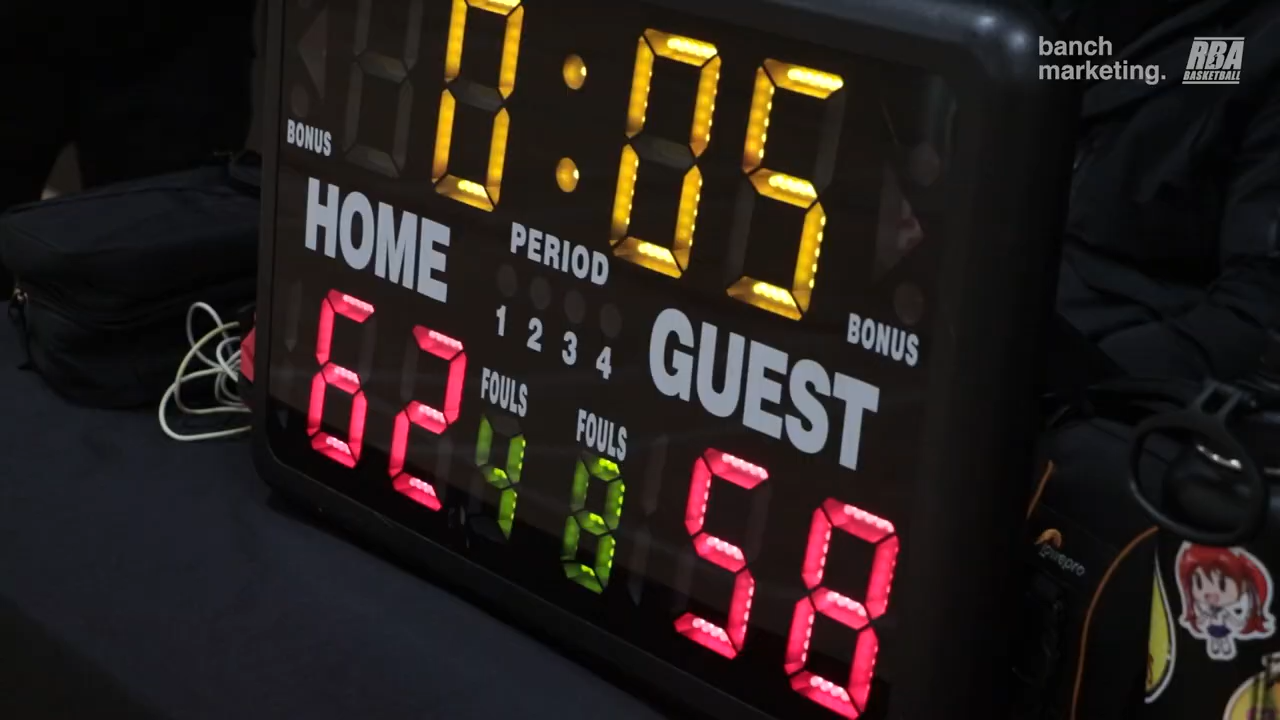 banch
marketing.
RBA
BASKETBALL
0:05
BONUS
HOME
PERIOD
1 2 3 4
GUEST
BONUS
62
FOULS
4
FOULS
8
58
lowepro